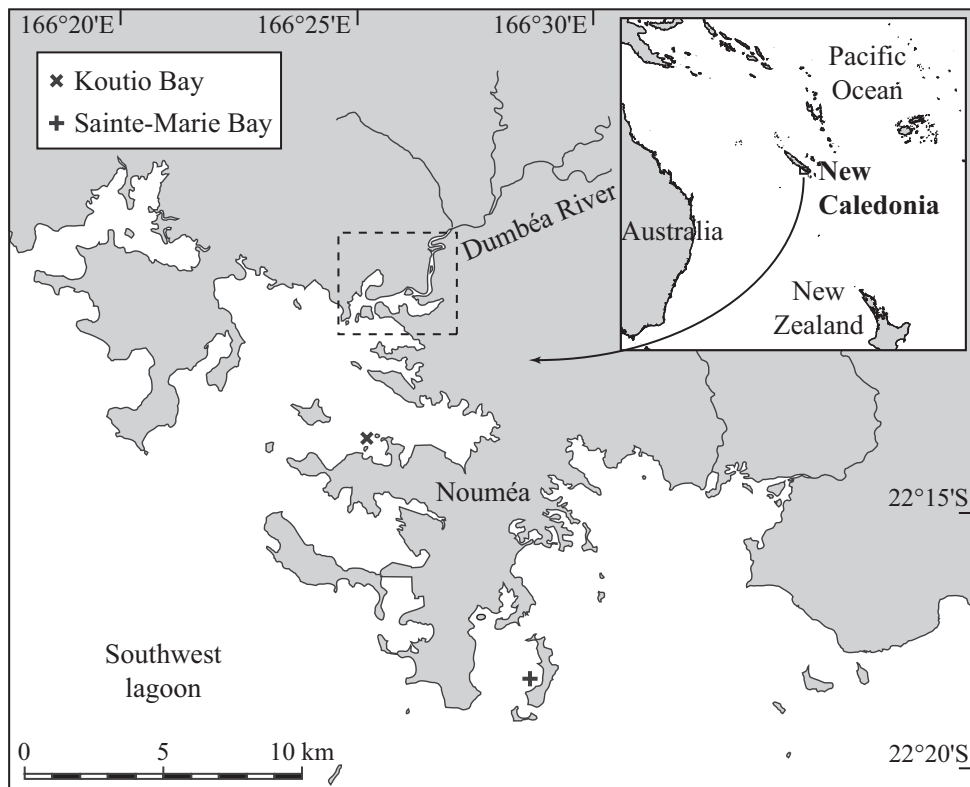 166°20'E 166°25'E 166°30'E
Koutio Bay
Sainte-Marie Bay
Pacific
Ocean
New
Caledonia
Australia
New
Zealand
Dumbéa River
Nouméa
22°15'S
Southwest
lagoon
0 5 10 km
22°20'S